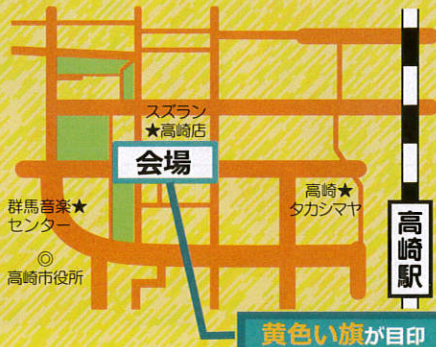 スズラン
★高崎店
会場
高崎★
タカシマヤ
群馬音楽★
センター
◎
高崎市役所
高崎駅
黄色い旗が目印